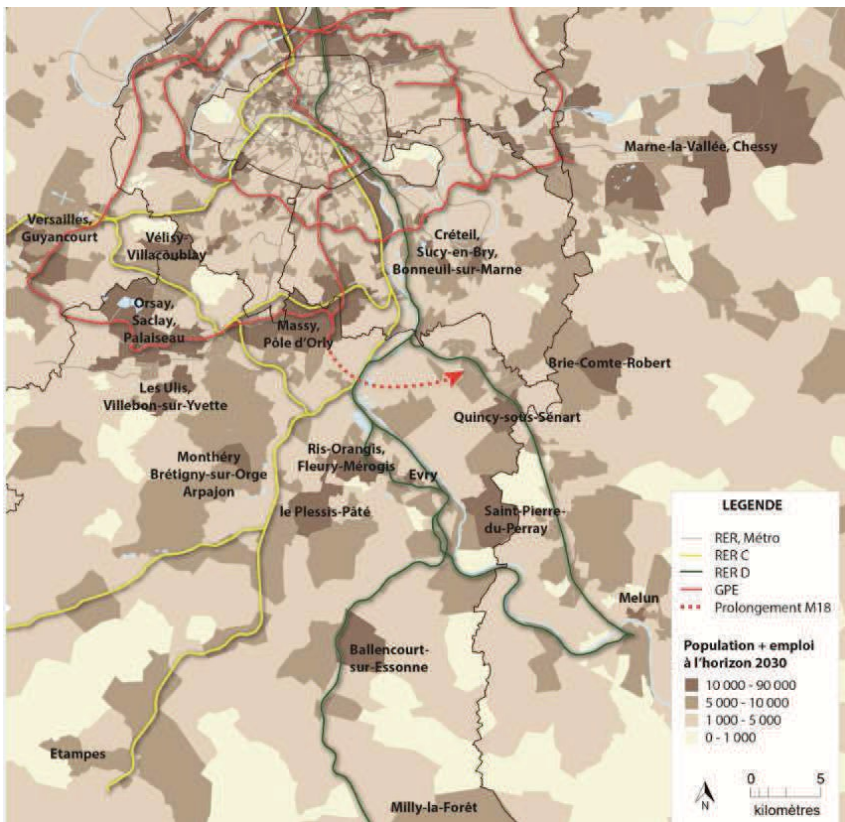 Marne-la-Vallée, Chessy
Versailles,
Guyancourt
Vélisy-
Villacoublay
Créteil,
Sucy-en-Bry,
Bonneuil-sur-Marne
Orsay,
Saclay,
Palaiseau
Massy,
Pôle d'Orly
Brie-Comte-Robert
Les Ulis,
Villebon-sur-Yvette
Quincy-sous-Sénart
Monthéry
Brétigny-sur-Orge
Arpajon
Ris-Orangis,
Fleury-Mérogis
Evry
le Plessis-Pâté
Saint-Pierre-
du-Perray
Melun
Ballencourt-
sur-Essonne
Etampes
Milly-la-Forêt
LEGENDE
RER, Métro
RER C
RER D
GPE
Prolongement M18
Population + emploi
à l'horizon 2030
10 000 - 90 000
5 000 - 10 000
1 000 - 5 000
0 - 1 000
N
0 5
kilomètres